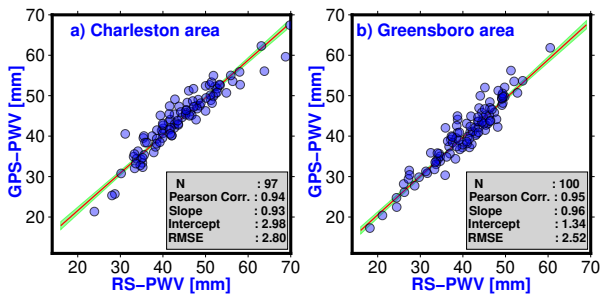 a) Charleston area
GPS−PWV [mm]
70
60
50
40
30
20
N : 97
Pearson Corr. : 0.94
Slope : 0.93
Intercept : 2.98
RMSE : 2.80
20 30 40 50 60 70
RS−PWV [mm]
b) Greensboro area
GPS−PWV [mm]
70
60
50
40
30
20
N : 100
Pearson Corr. : 0.95
Slope : 0.96
Intercept : 1.34
RMSE : 2.52
20 30 40 50 60 70
RS−PWV [mm]